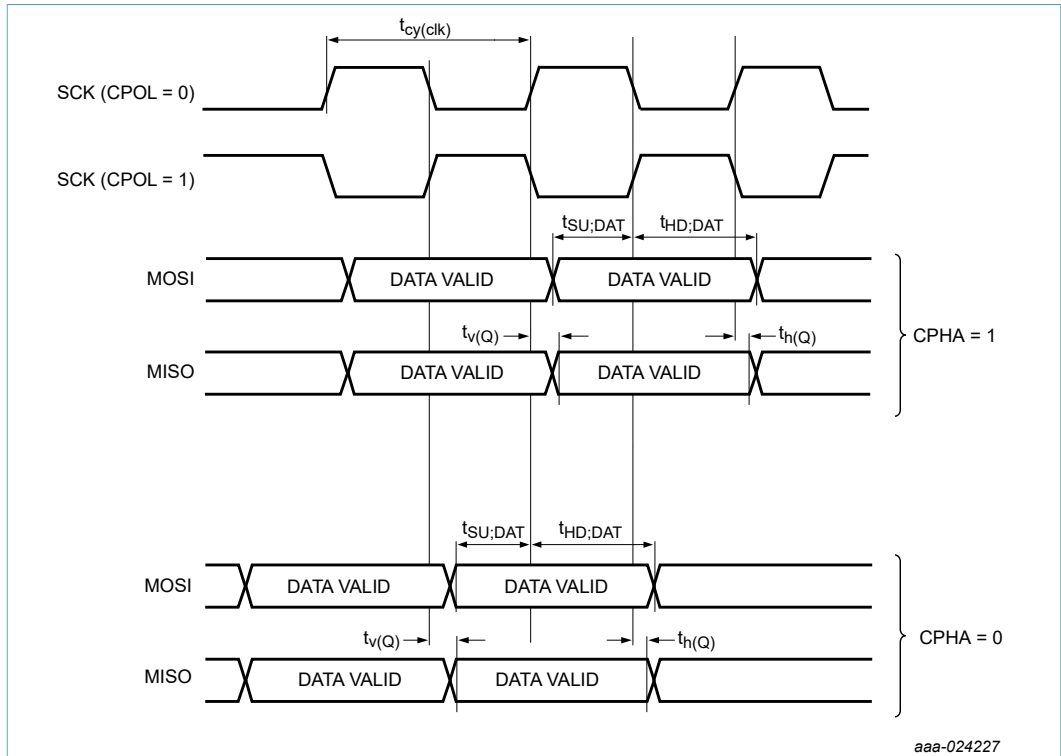 tcy(clk)
SCK (CPOL = 0)
SCK (CPOL = 1)
tSU;DAT
tHD;DAT
MOSI
DATA VALID
DATA VALID
tv(Q)
th(Q)
CPHA = 1
MISO
DATA VALID
DATA VALID
tSU;DAT
tHD;DAT
MOSI
DATA VALID
DATA VALID
tv(Q)
th(Q)
CPHA = 0
MISO
DATA VALID
DATA VALID
aaa-024227